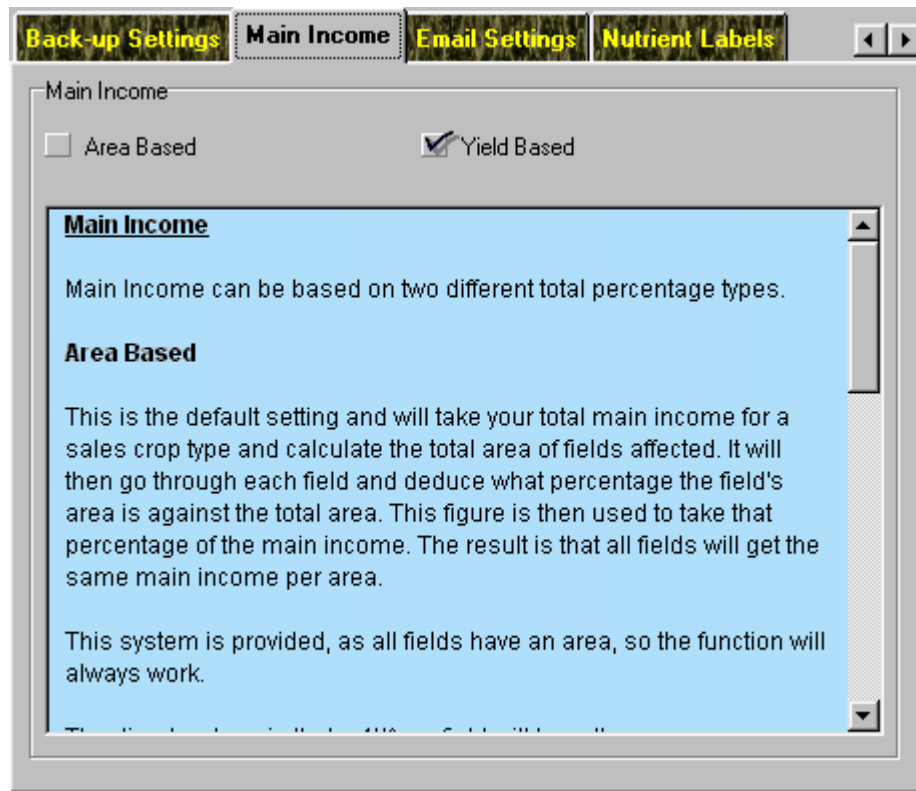 Back-up Settings Main Income Email Settings Nutrient Labels
Main Income
Area Based Yield Based
Main Income
Main Income can be based on two different total percentage types.
Area Based
This is the default setting and will take your total main income for a
sales crop type and calculate the total area of fields affected. It will
then go through each field and deduce what percentage the field's
area is against the total area. This figure is then used to take that
percentage of the main income. The result is that all fields will get the
same main income per area.
This system is provided, as all fields have an area, so the function will
always work.